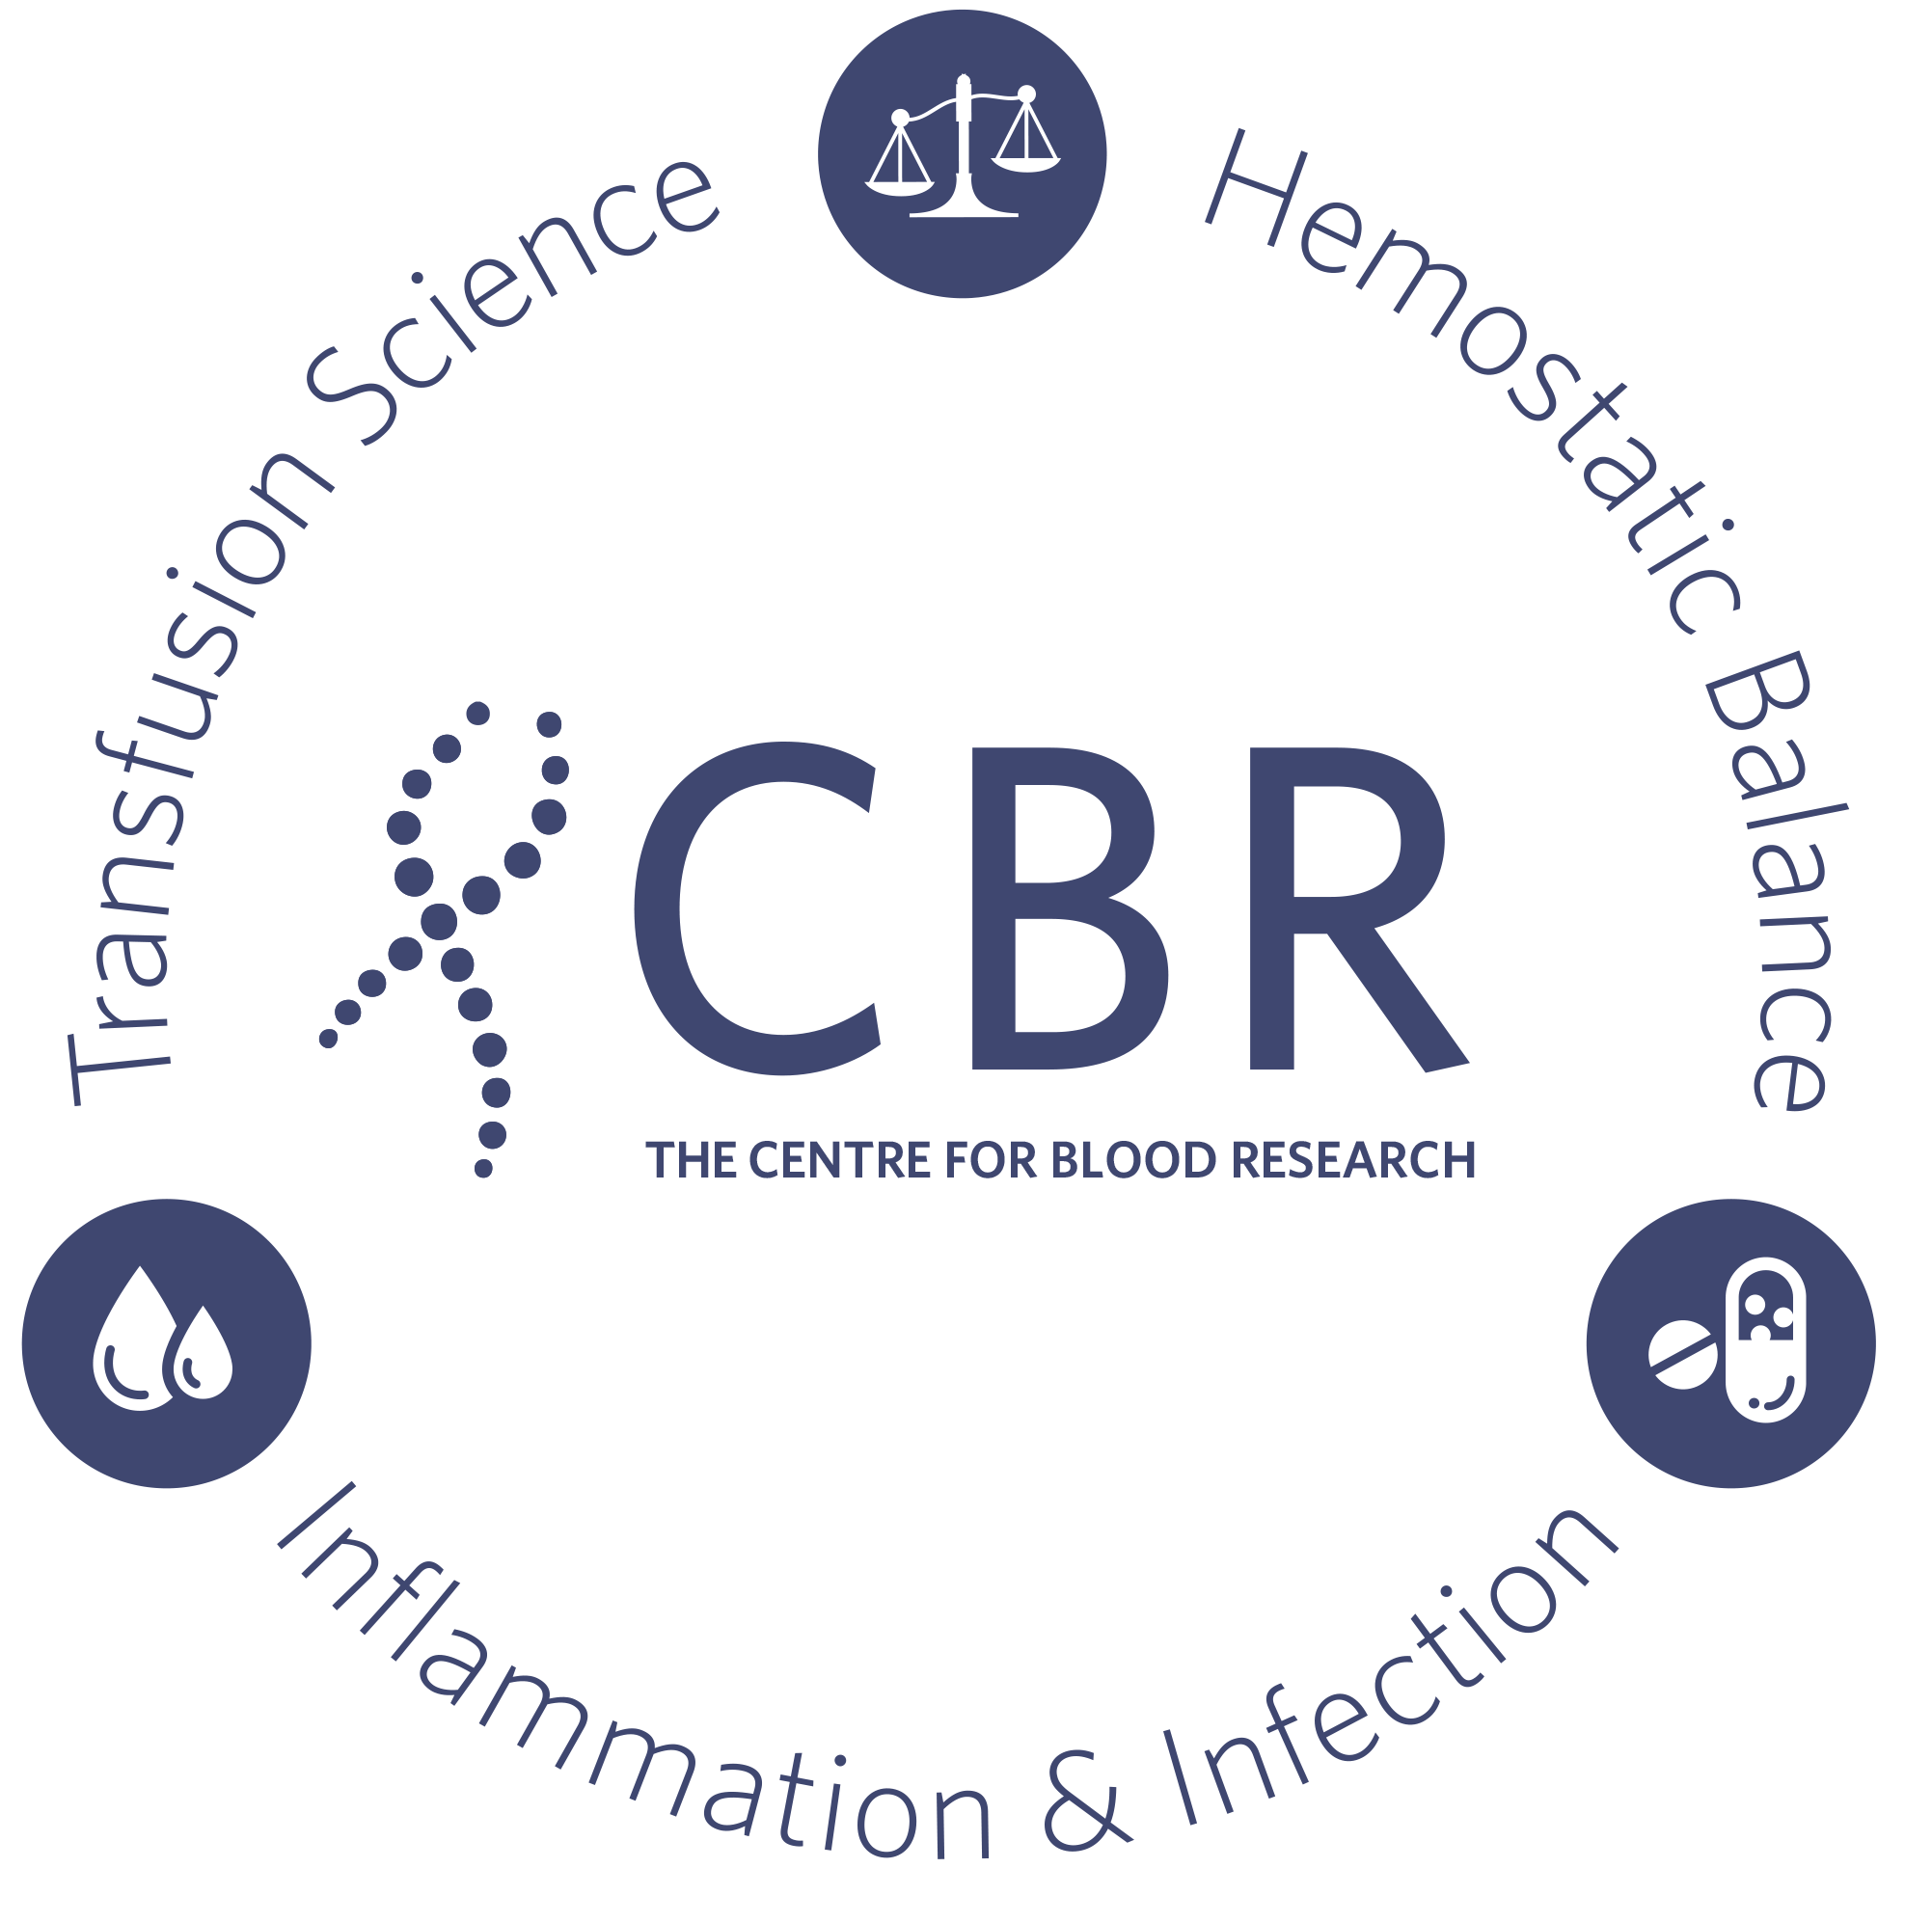 Transfusion Science
Hemostatic Balance
CBR
THE CENTRE FOR BLOOD RESEARCH
Inflammation & Infection